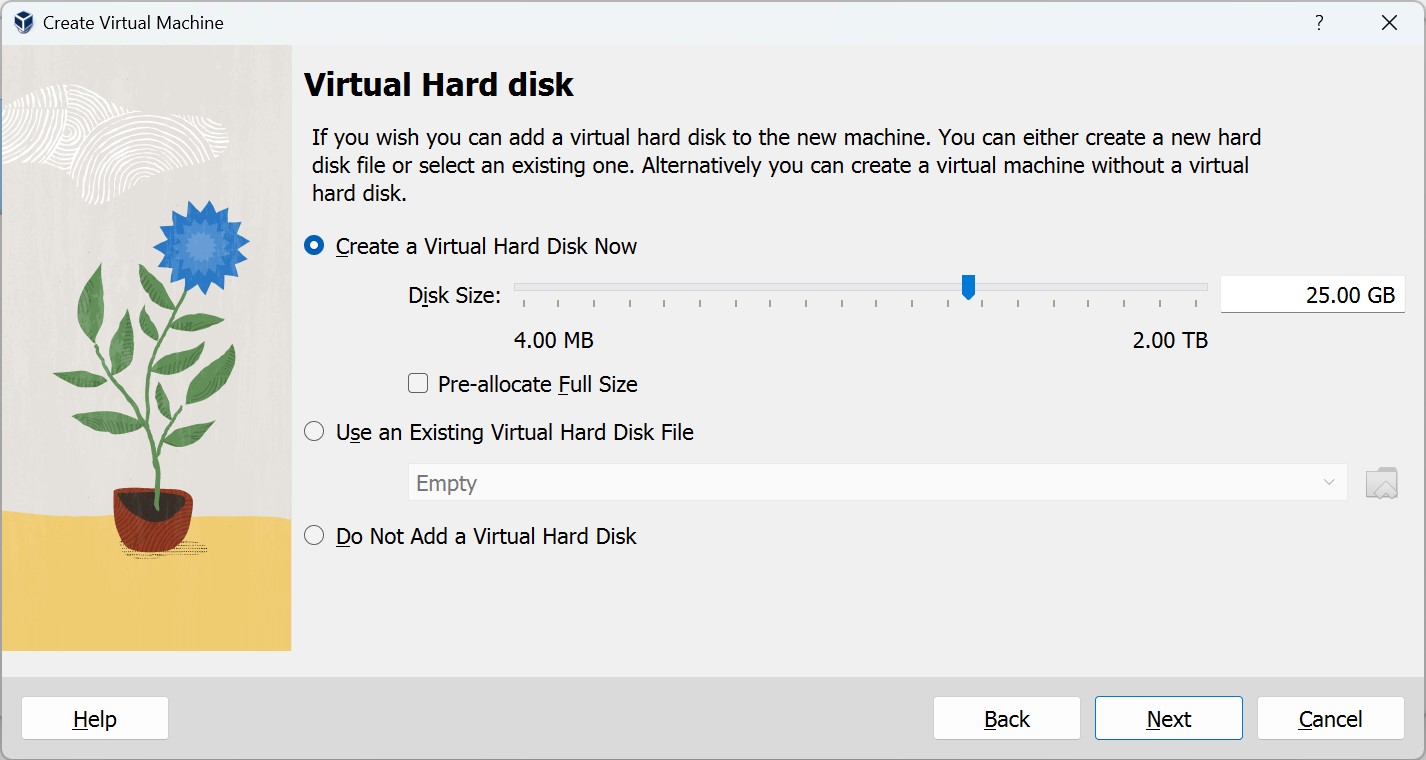 Create Virtual Machine
?
Virtual Hard disk
If you wish you can add a virtual hard disk to the new machine. You can either create a new hard
disk file or select an existing one. Alternatively you can create a virtual machine without a virtual
hard disk.
Create a Virtual Hard Disk Now
Disk Size:
25.00 GB
4.00 MB
2.00 TB
Pre-allocate Full Size
Use an Existing Virtual Hard Disk File
Empty
Do Not Add a Virtual Hard Disk
Help
Back
Next
Cancel